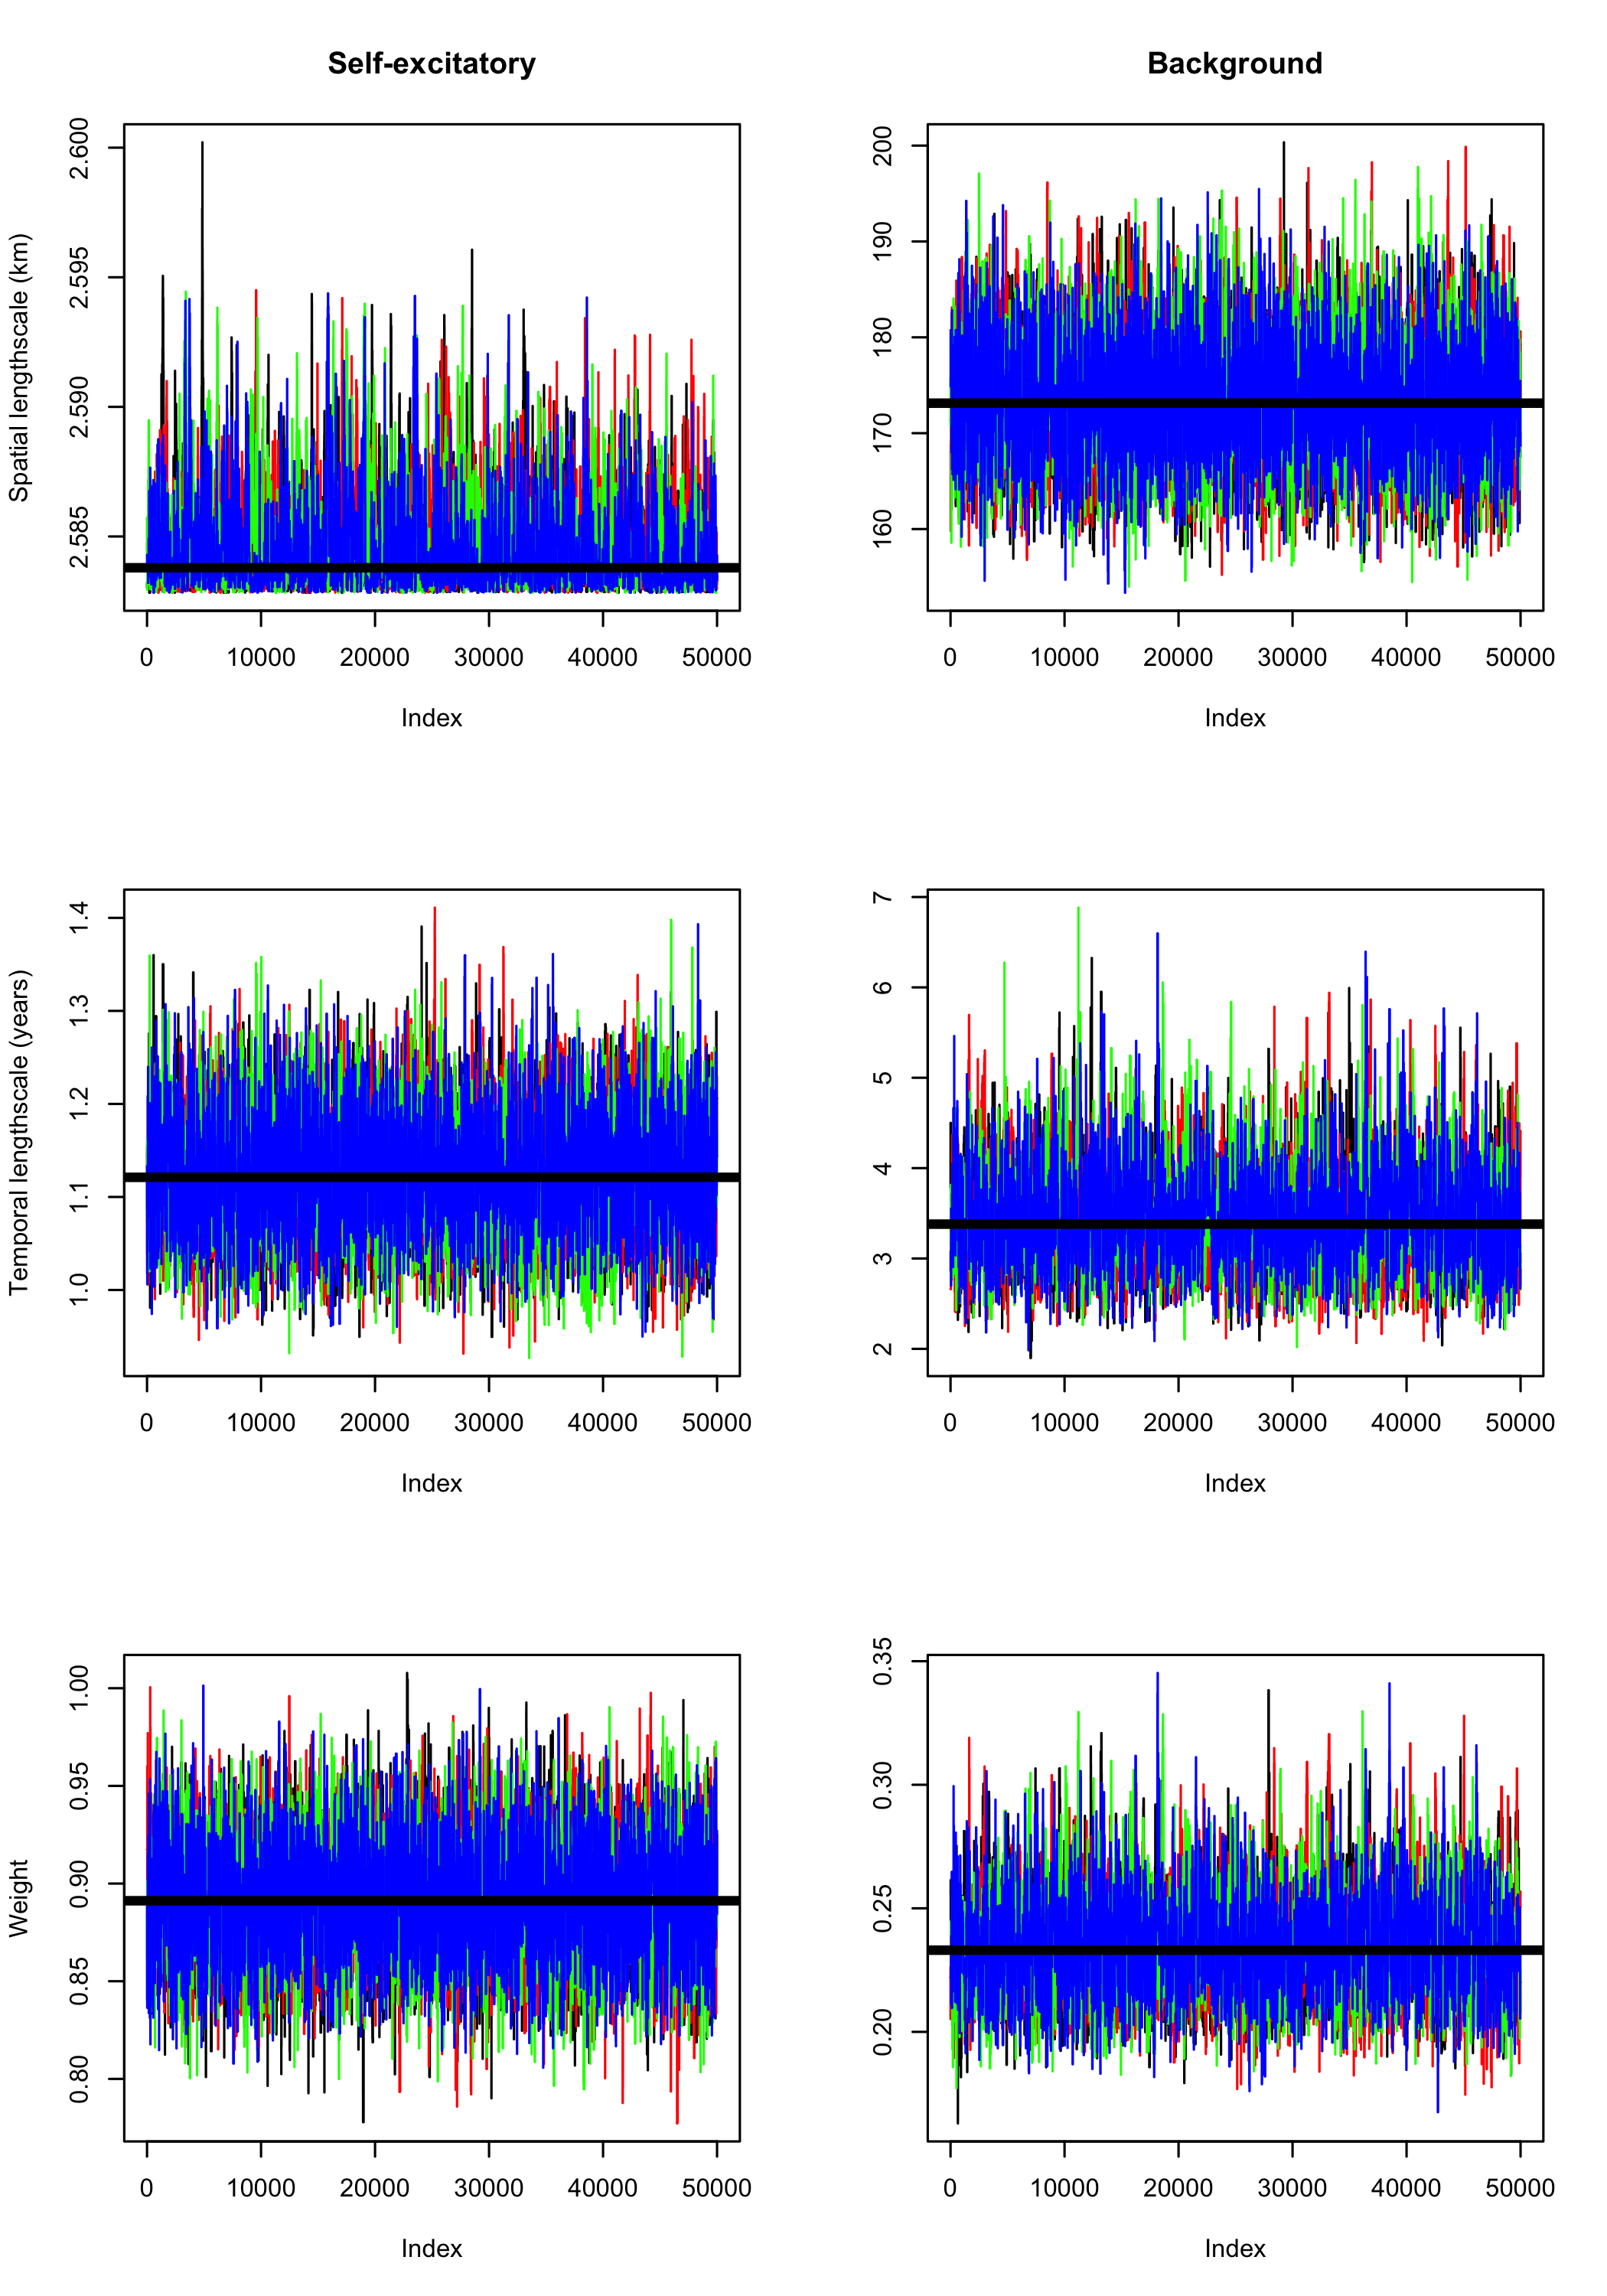 Self-excitatory
Background
Spatial lengthscale (km)
2.585 2.590 2.595 2.600
160 170 180 190 200
0 10000 20000 30000 40000 50000
0 10000 20000 30000 40000 50000
Index
Index
Temporal lengthscale (years)
1.0 1.1 1.2 1.3 1.4
2 3 4 5 6 7
0 10000 20000 30000 40000 50000
0 10000 20000 30000 40000 50000
Index
Index
Weight
0.80 0.85 0.90 0.95 1.00
0.20 0.25 0.30 0.35
0 10000 20000 30000 40000 50000
0 10000 20000 30000 40000 50000
Index
Index